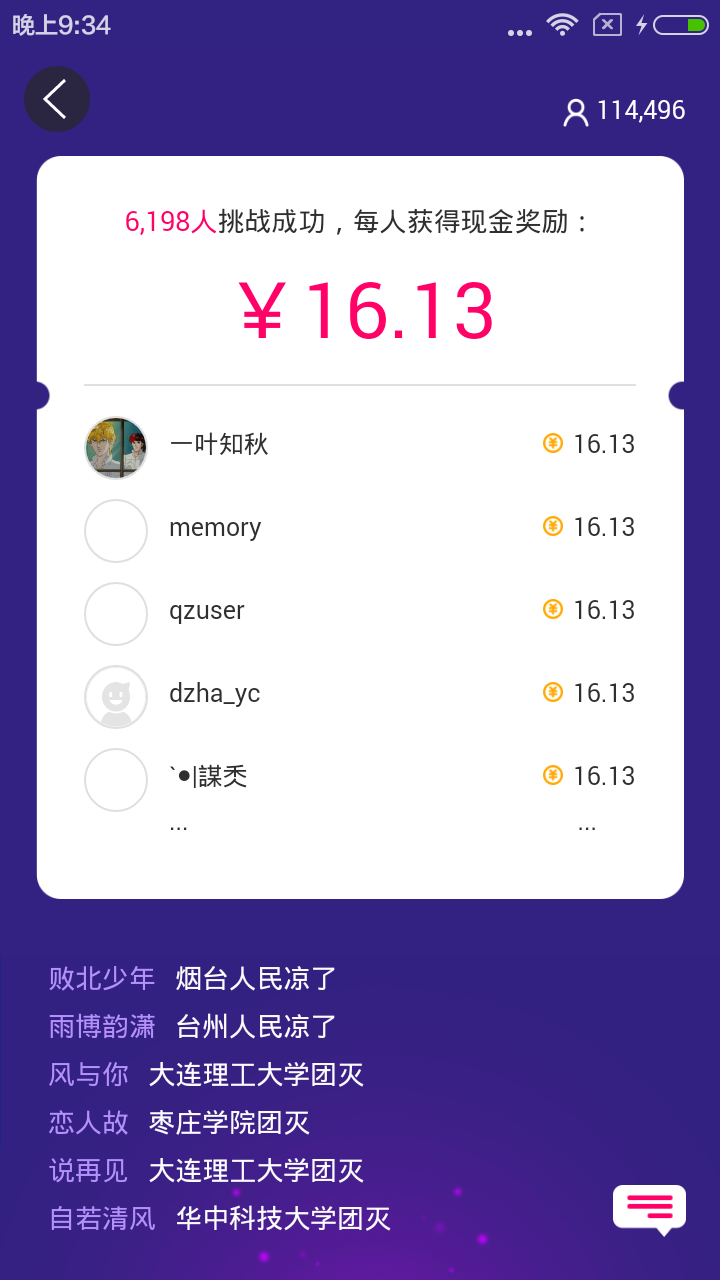 晚上9:34
114,496
6,198人挑战成功，每人获得现金奖励：
￥16.13
一叶知秋 16.13
memory 16.13
qzuser 16.13
dzha_yc 16.13
`●|謀秃 16.13
... ...
败北少年 烟台人民凉了
雨博韵潇 台州人民凉了
风与你 大连理工大学团灭
恋人故 枣庄学院团灭
说再见 大连理工大学团灭
自若清风 华中科技大学团灭